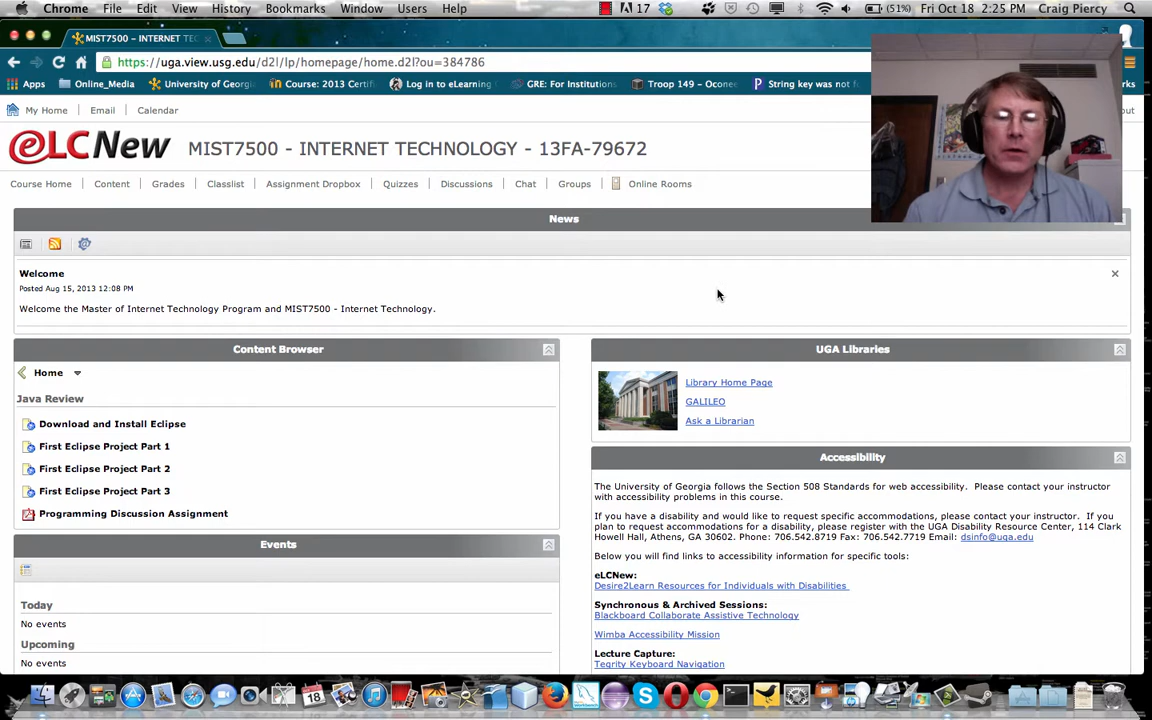 Chrome File Edit View History Bookmarks Window Users Help 17 (51%) Fri Oct 18 2:25 PM Craig Piercy
MIST7500 - INTERNET TEC
https://uga.view.usg.edu/d2l/lp/homepage/home.d2l?ou=384786
Apps Online_Media University of Georgi Course: 2013 Certifi Log in to eLearning GRE: For Institutions Troop 149 – Oconee String key was not f
My Home Email Calendar out
eLCNew MIST7500 - INTERNET TECHNOLOGY - 13FA-79672
Course Home Content Grades Classlist Assignment Dropbox Quizzes Discussions Chat Groups Online Rooms
News
Welcome
Posted Aug 15, 2013 12:08 PM
Welcome the Master of Internet Technology Program and MIST7500 - Internet Technology.
Content Browser
Home
Java Review
Download and Install Eclipse
First Eclipse Project Part 1
First Eclipse Project Part 2
First Eclipse Project Part 3
Programming Discussion Assignment
Events
Today
No events
Upcoming
No events
UGA Libraries
Library Home Page
GALILEO
Ask a Librarian
Accessibility
The University of Georgia follows the Section 508 Standards for web accessibility. Please contact your instructor
with accessibility problems in this course.
If you have a disability and would like to request specific accommodations, please contact your instructor. If you
plan to request accommodations for a disability, please register with the UGA Disability Resource Center, 114 Clark
Howell Hall, Athens, GA 30602. Phone: 706.542.8719 Fax: 706.542.7719 Email: dsinfo@uga.edu
Below you will find links to accessibility information for specific tools:
eLCNew:
Desire2Learn Resources for Individuals with Disabilities
Synchronous & Archived Sessions:
Blackboard Collaborate Assistive Technology
Wimba Accessibility Mission
Lecture Capture:
Tegrity Keyboard Navigation